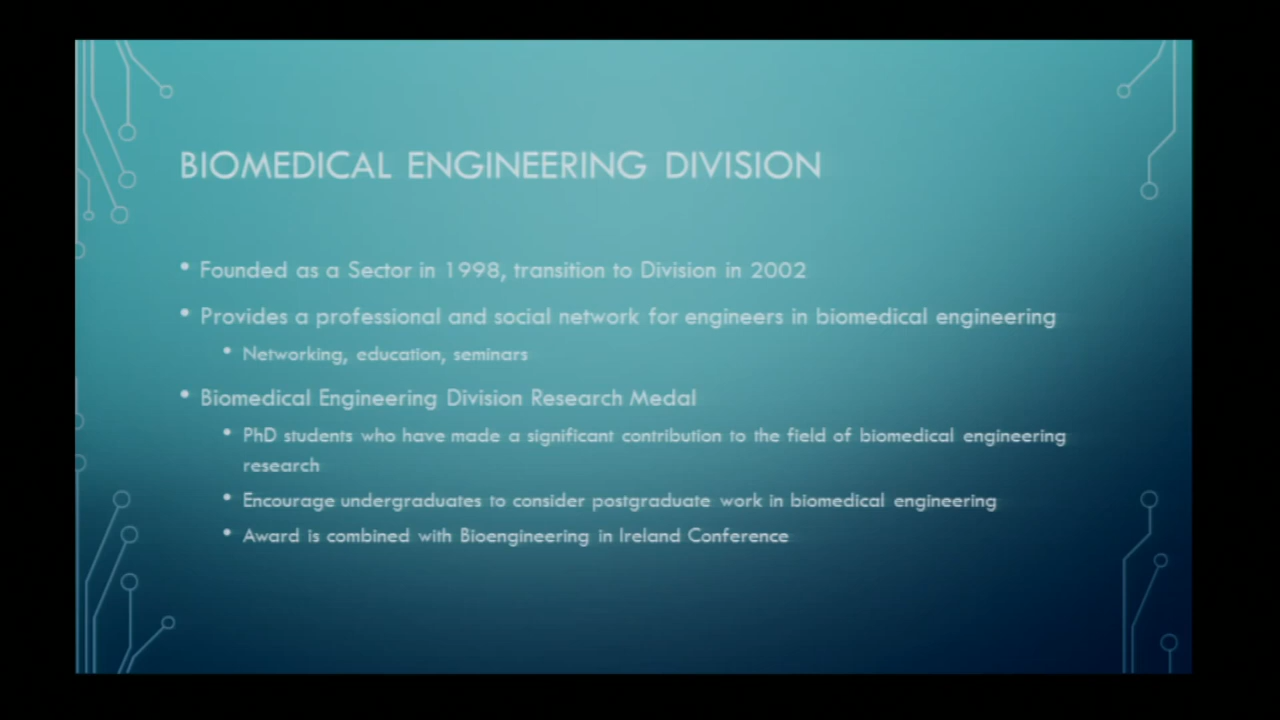 BIOMEDICAL ENGINEERING DIVISION
• Founded as a Sector in 1998, transition to Division in 2002
• Provides a professional and social network for engineers in biomedical engineering
• Networking, education, seminars
• Biomedical Engineering Division Research Medal
• PhD students who have made a significant contribution to the field of biomedical engineering
research
• Encourage undergraduates to consider postgraduate work in biomedical engineering
• Award is combined with Bioengineering in Ireland Conference